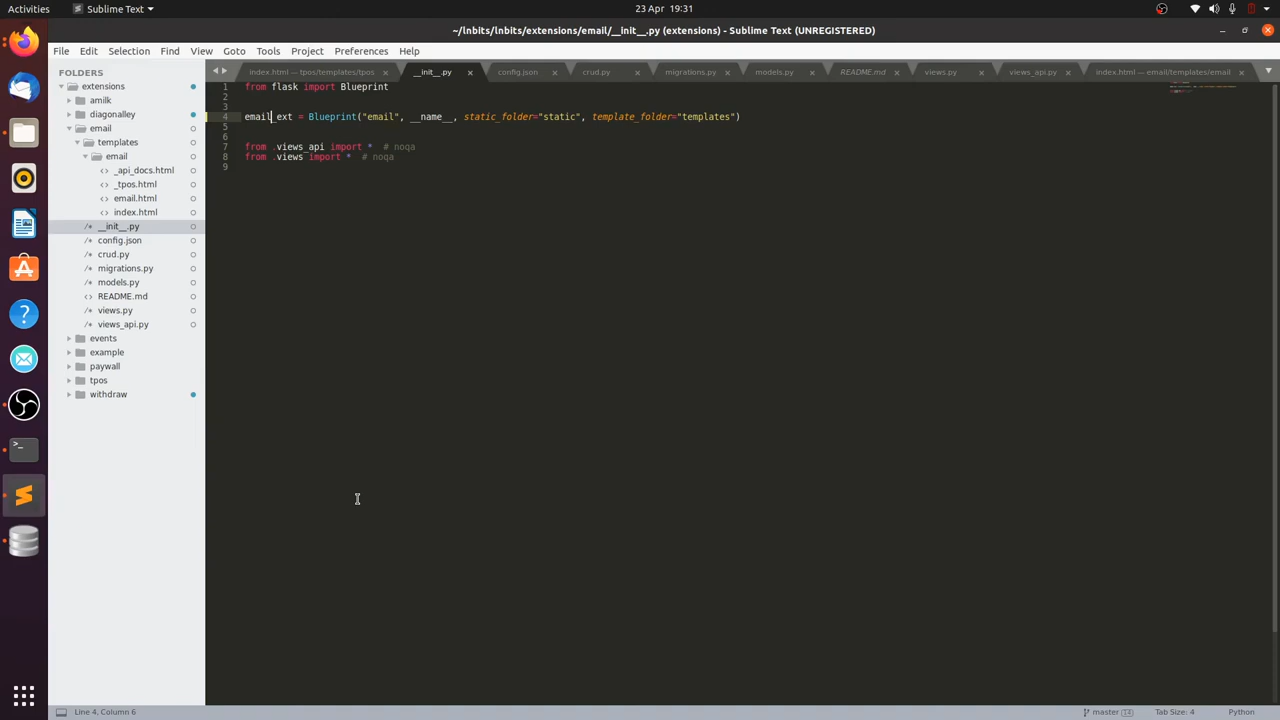 Activities
Sublime Text
23 Apr 19:31
~/lnbits/lnbits/extensions/email/__init__.py (extensions) - Sublime Text (UNREGISTERED)
File Edit Selection Find View Goto Tools Project Preferences Help
index.html — tpos/templates/tpos
__init__.py
config.json
crud.py
migrations.py
models.py
README.md
views.py
views_api.py
index.html — email/templates/email
FOLDERS
extensions
amilk
diagonalley
email
templates
email
_api_docs.html
_tpos.html
email.html
index.html
__init__.py
config.json
crud.py
migrations.py
models.py
README.md
views.py
views_api.py
events
example
paywall
tpos
withdraw
1 from flask import Blueprint
2
3
4 email_ext = Blueprint("email", __name__, static_folder="static", template_folder="templates")
5
6
7 from .views_api import * # noqa
8 from .views import * # noqa
9
Line 4, Column 6
master 14
Tab Size: 4
Python